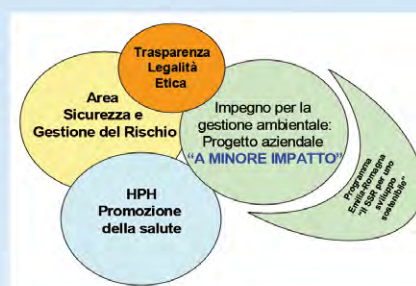 Trasparenza
Legalità
Etica
Area
Sicurezza e
Gestione del Rischio
Impegno per la
gestione ambientale:
Progetto aziendale
“A MINORE IMPATTO”
HPH
Promozione
della salute
Programma
Emilia-Romagna
“Il SSR per uno
sviluppo
sostenibile”